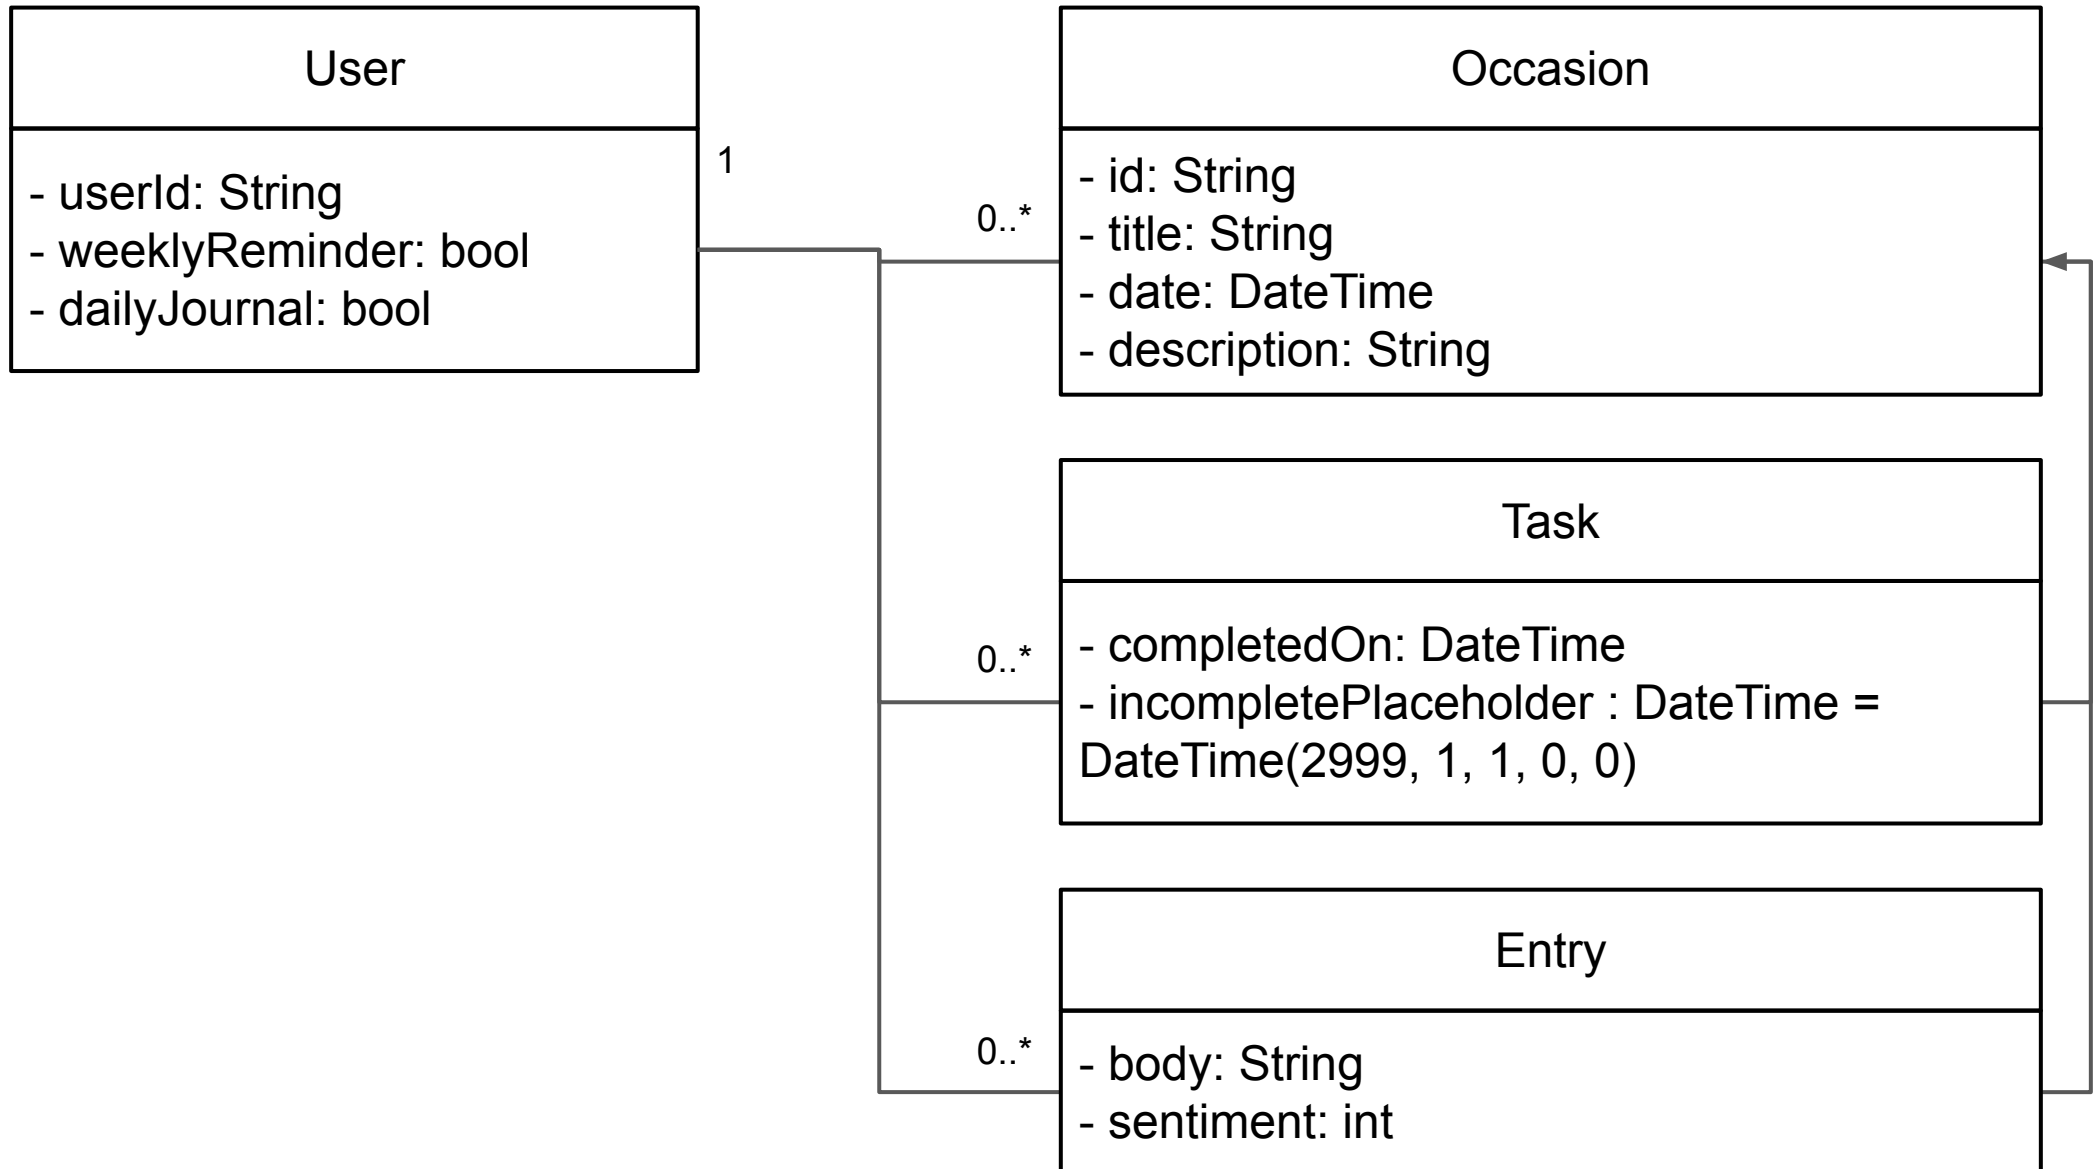 User
- userId: String
- weeklyReminder: bool
- dailyJournal: bool
1
0..*
Occasion
- id: String
- title: String
- date: DateTime
- description: String
0..*
Task
- completedOn: DateTime
- incompletePlaceholder : DateTime =
DateTime(2999, 1, 1, 0, 0)
0..*
Entry
- body: String
- sentiment: int